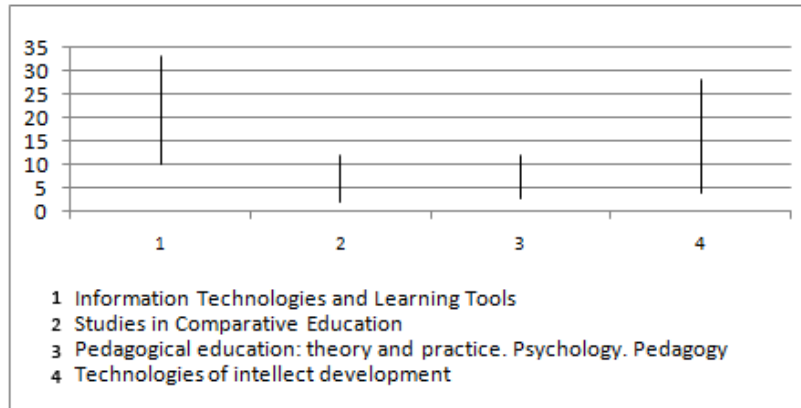 35
30
25
20
15
10
5
0
1 2 3 4
1 Information Technologies and Learning Tools
2 Studies in Comparative Education
3 Pedagogical education: theory and practice. Psychology. Pedagogy
4 Technologies of intellect development